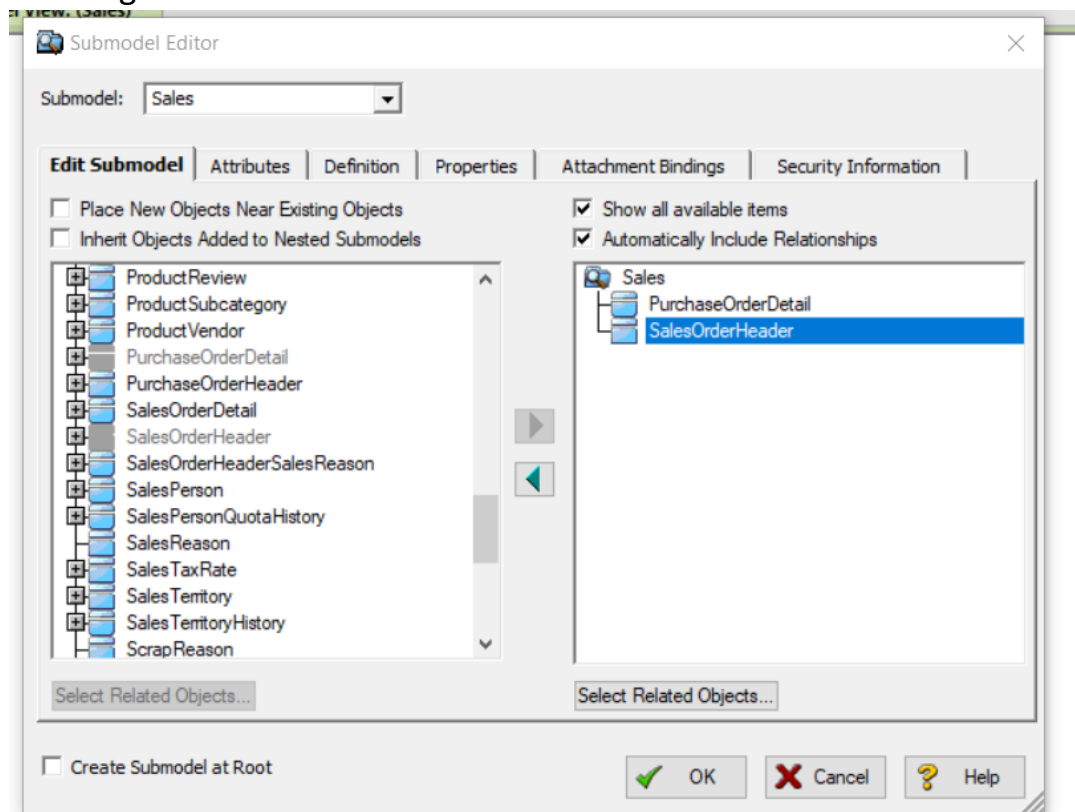 el View: (Sales)
Submodel Editor
Submodel: Sales
Edit Submodel Attributes Definition Properties Attachment Bindings Security Information
Place New Objects Near Existing Objects
Inherit Objects Added to Nested Submodels
Show all available items
Automatically Include Relationships
ProductReview
ProductSubcategory
ProductVendor
PurchaseOrderDetail
PurchaseOrderHeader
SalesOrderDetail
SalesOrderHeader
SalesOrderHeaderSalesReason
SalesPerson
SalesPersonQuotaHistory
SalesReason
SalesTaxRate
SalesTerritory
SalesTerritoryHistory
ScrapReason
Sales
PurchaseOrderDetail
SalesOrderHeader
Select Related Objects...
Select Related Objects...
Create Submodel at Root
OK
Cancel
Help